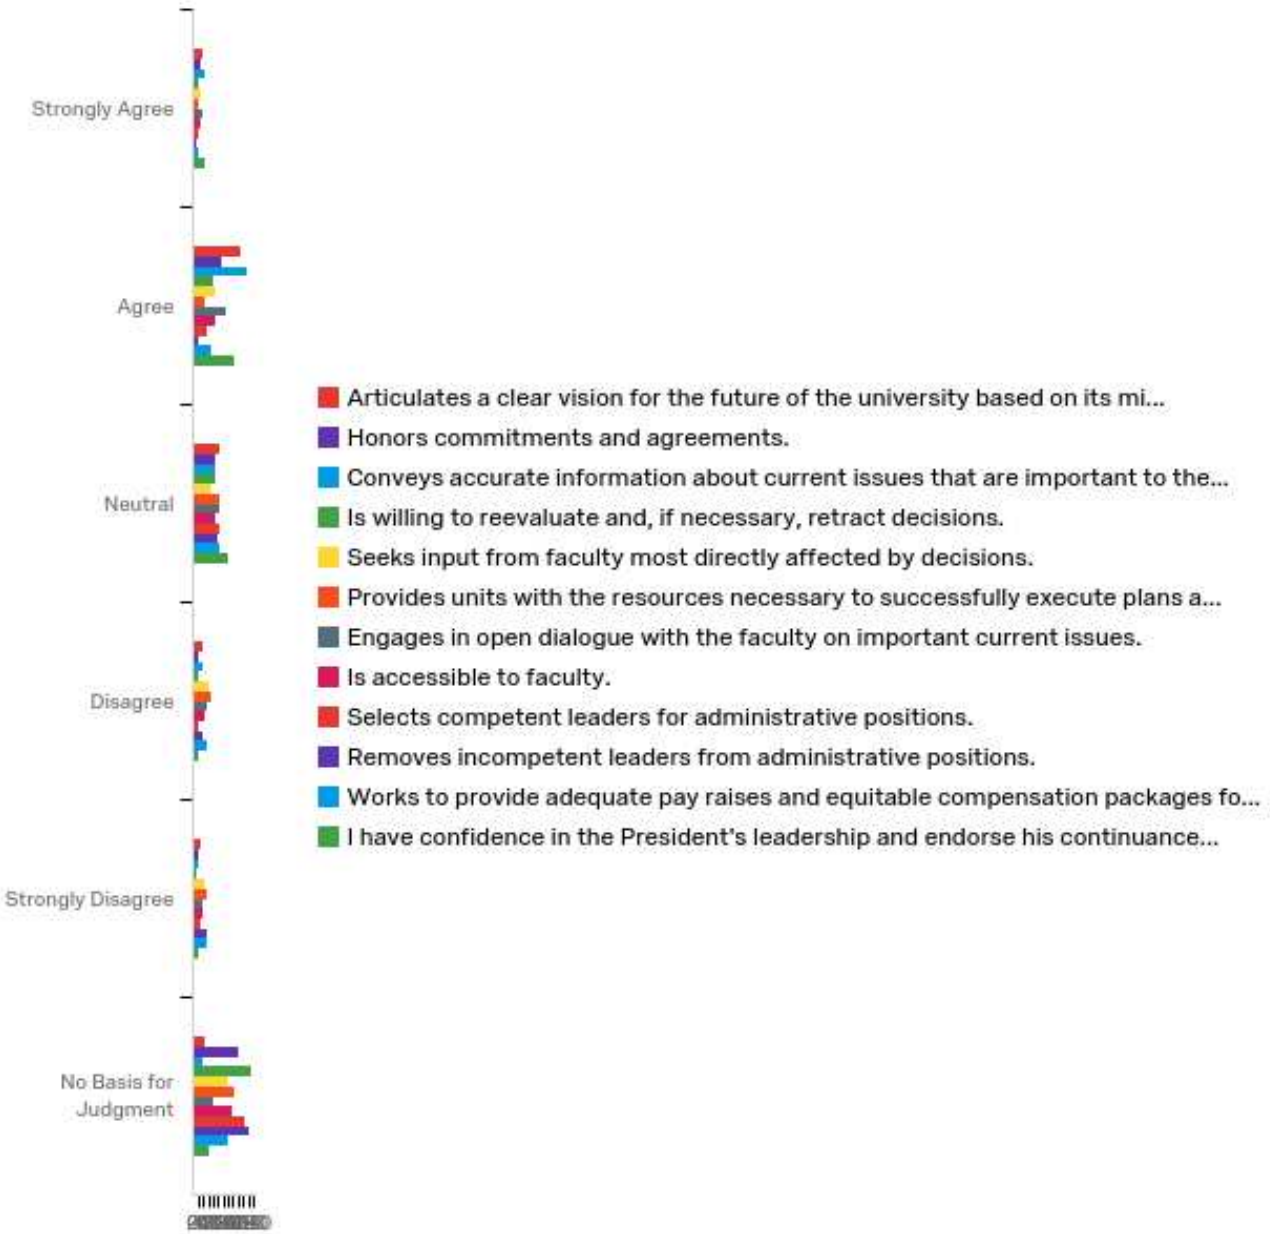 Strongly Agree
Agree
Neutral
Disagree
Strongly Disagree
No Basis for
Judgment
Articulates a clear vision for the future of the university based on its mi...
Honors commitments and agreements.
Conveys accurate information about current issues that are important to the...
Is willing to reevaluate and, if necessary, retract decisions.
Seeks input from faculty most directly affected by decisions.
Provides units with the resources necessary to successfully execute plans a...
Engages in open dialogue with the faculty on important current issues.
Is accessible to faculty.
Selects competent leaders for administrative positions.
Removes incompetent leaders from administrative positions.
Works to provide adequate pay raises and equitable compensation packages fo...
I have confidence in the President's leadership and endorse his continuance...